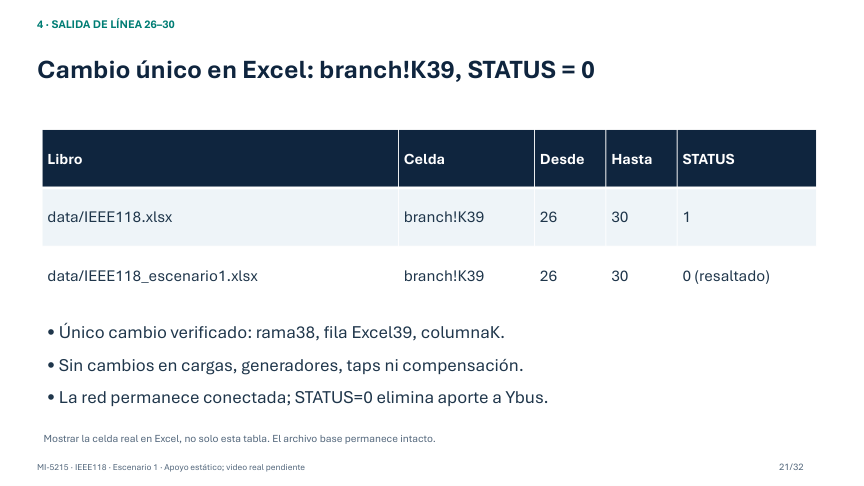 4 · SALIDA DE LÍNEA 26–30
Cambio único en Excel: branch!K39, STATUS = 0
Libro Celda Desde Hasta STATUS
data/IEEE118.xlsx branch!K39 26 30 1
data/IEEE118_escenario1.xlsx branch!K39 26 30 0 (resaltado)
• Único cambio verificado: rama38, fila Excel39, columnaK.
• Sin cambios en cargas, generadores, taps ni compensación.
• La red permanece conectada; STATUS=0 elimina aporte a Ybus.
Mostrar la celda real en Excel, no solo esta tabla. El archivo base permanece intacto.
MI-5215 · IEEE118 · Escenario 1 · Apoyo estático; video real pendiente 21/32